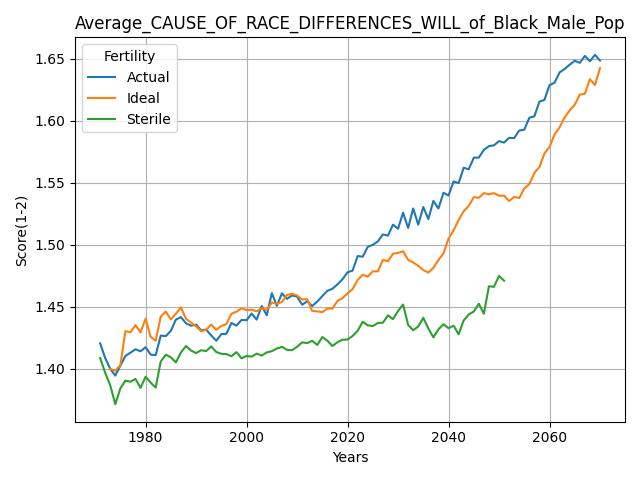 Average_CAUSE_OF_RACE_DIFFERENCES_WILL_of_Black_Male_Pop
Fertility
Actual
Ideal
Sterile
Score(1-2)
1.65
1.60
1.55
1.50
1.45
1.40
1980 2000 2020 2040 2060
Years